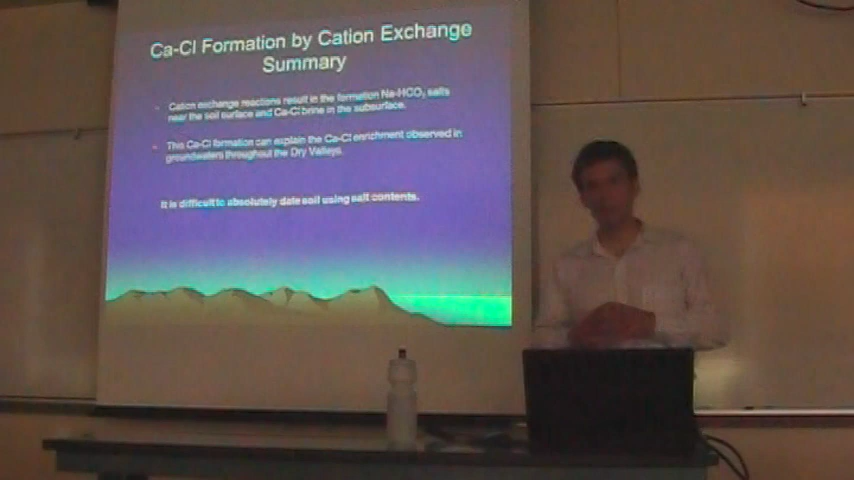 Ca-Cl Formation by Cation Exchange
Summary
Cation exchange reactions result in the formation Na-HCO3 salts
near the soil surface and Ca-Cl brine in the subsurface.
This Ca-Cl formation can explain the Ca-Cl enrichment observed in
groundwaters throughout the Dry Valleys.
It is difficult to absolutely date soil using salt contents.